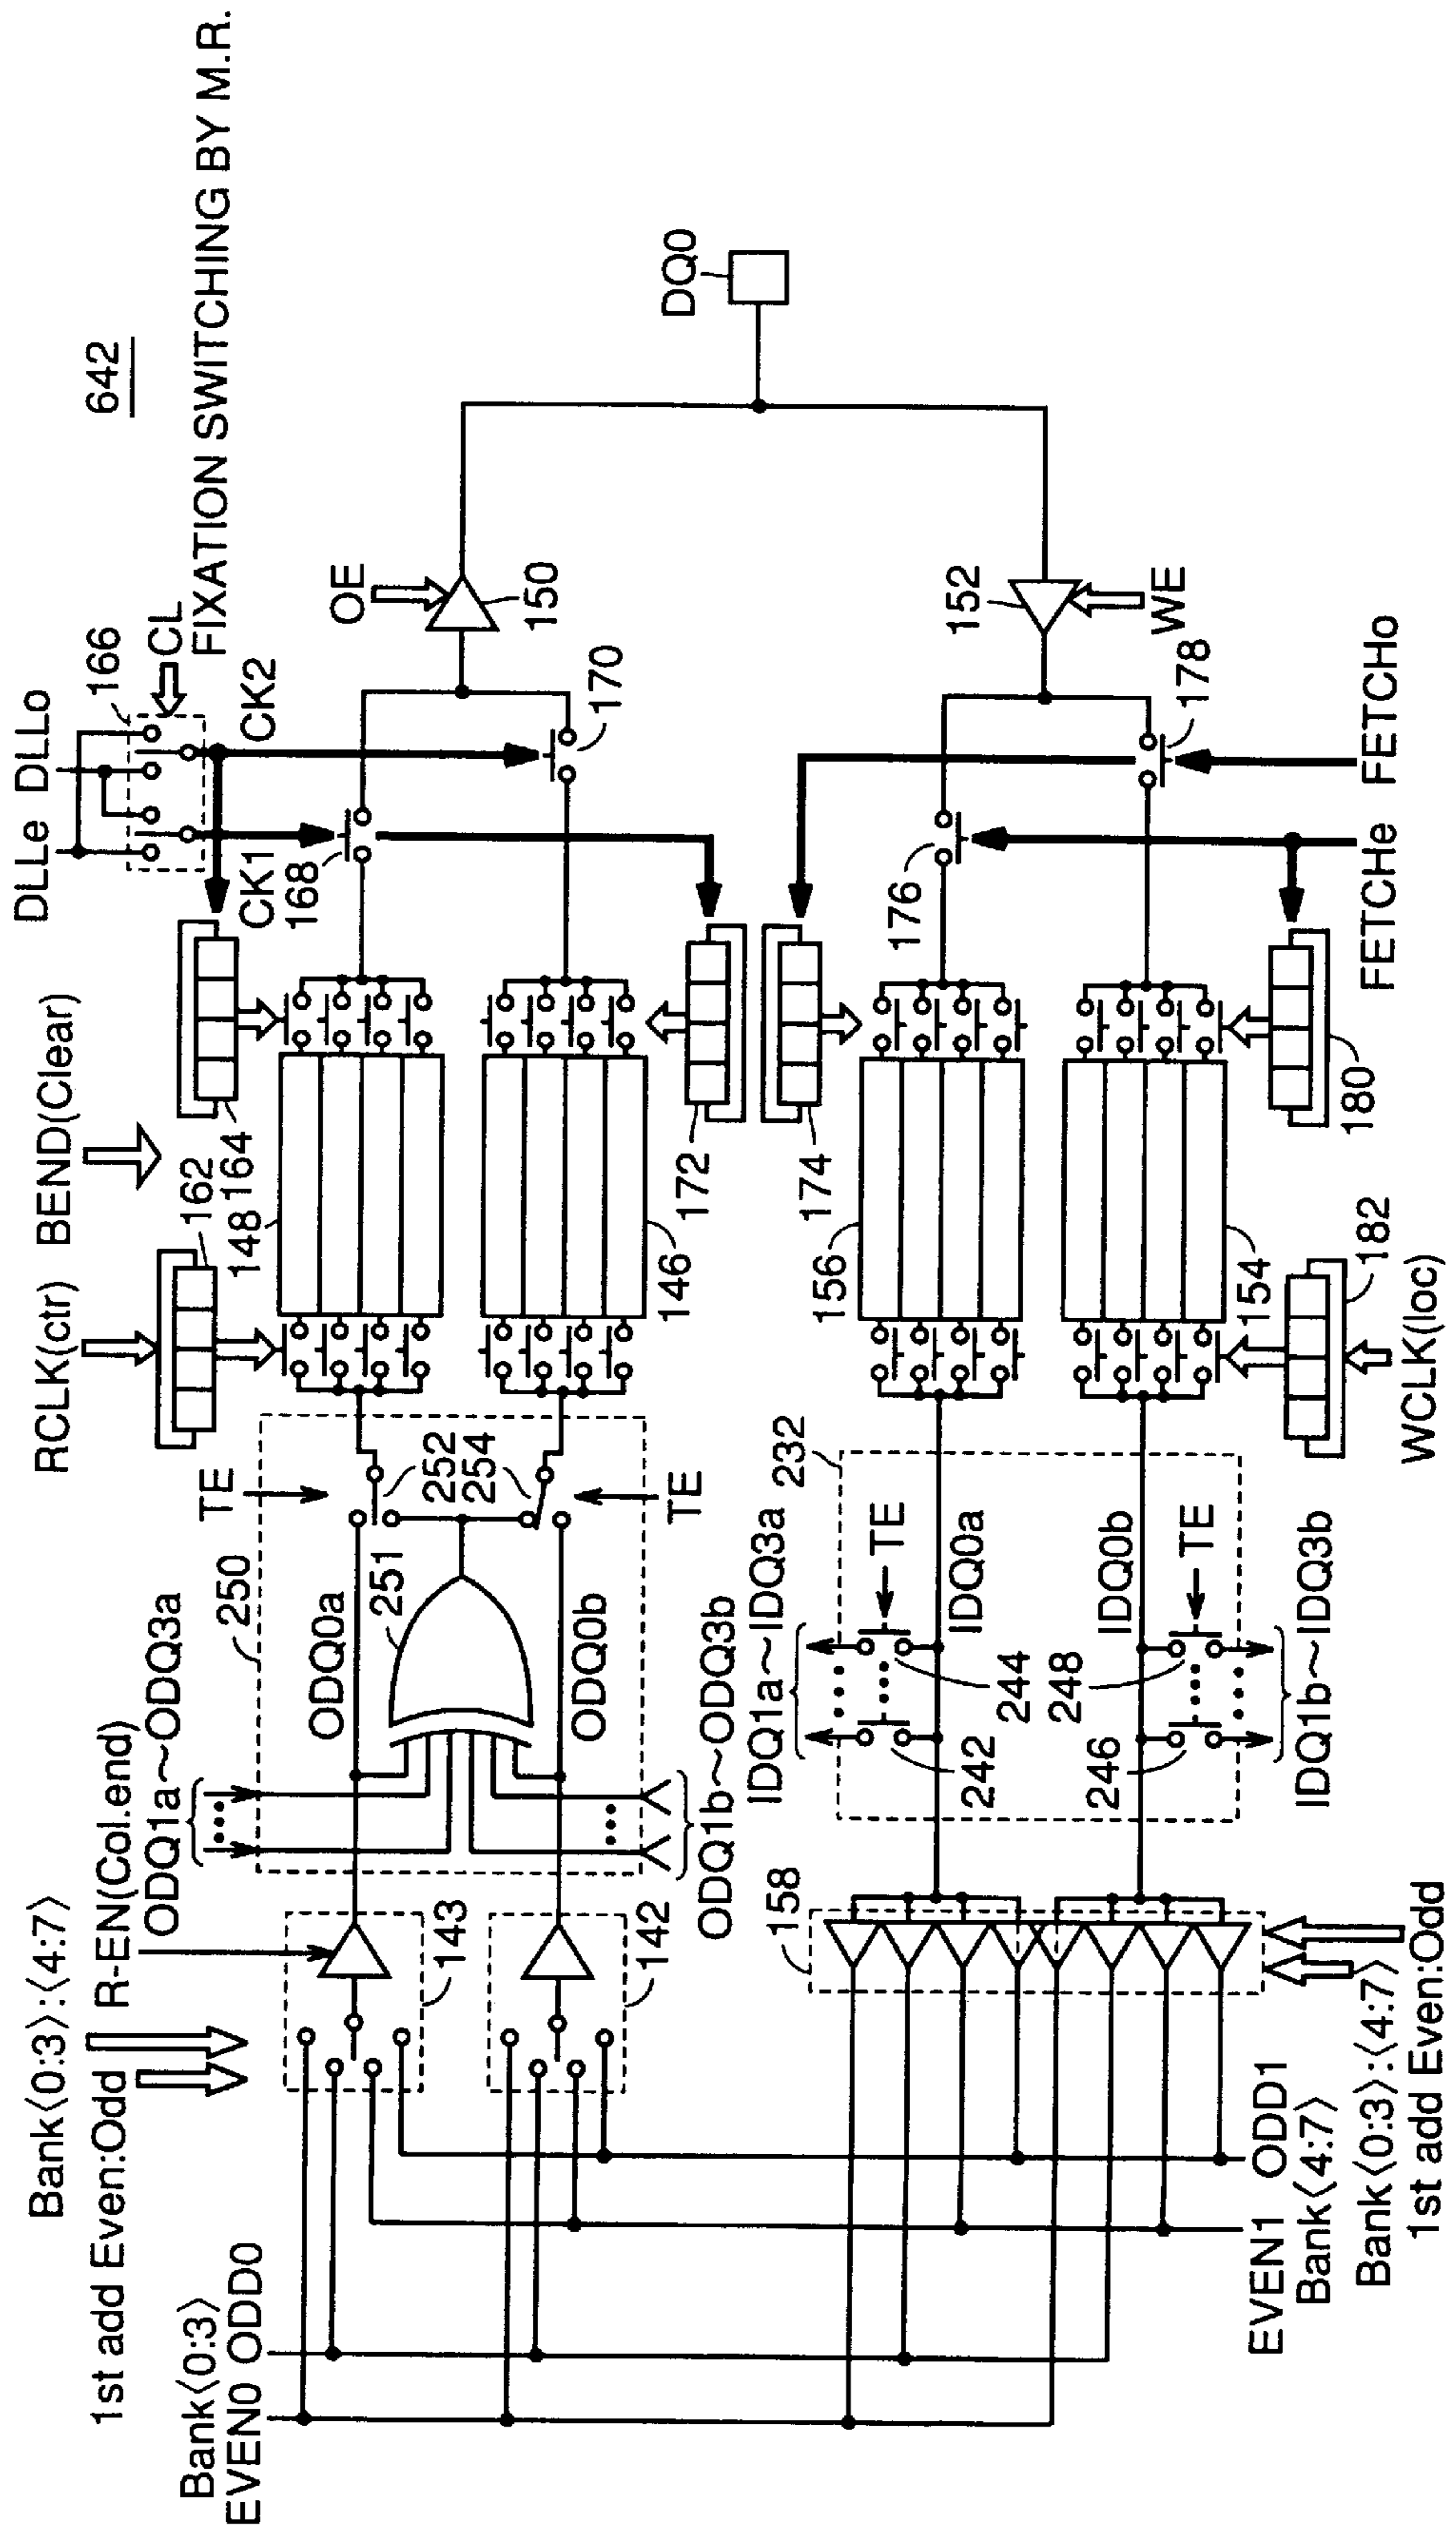 642
FIXATION SWITCHING BY M.R.
CL
166
DLLe DLLo
CK2
CK1
168
170
OE
150
DQ0
152
WE
178
176
FETCHe FETCHo
BEND(Clear)
RCLK(ctr)
162
164
148
146
172
174
156
154
180
182
WCLK(loc)
TE
252
254
TE
250
251
ODQ0a
ODQ0b
ODQ1a~ODQ3a
ODQ1b~ODQ3b
R-EN(Col.end)
232
IDQ1a~IDQ3a
TE
IDQ0a
244
242
IDQ0b
TE
248
246
IDQ1b~IDQ3b
Bank〈0:3〉:〈4:7〉
1st add Even:Odd
143
142
158
Bank〈0:3〉
EVEN0 ODD0
EVEN1 ODD1
Bank〈4:7〉
Bank〈0:3〉:〈4:7〉
1st add Even:Odd